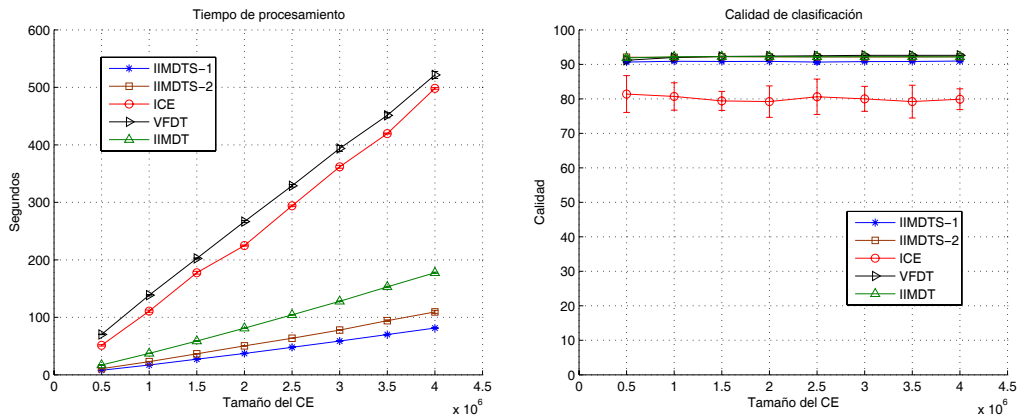 Tiempo de procesamiento
600
500
400
300
200
100
0
Segundos
IIMDTS-1
IIMDTS-2
ICE
VFDT
IIMDT
0 0.5 1 1.5 2 2.5 3 3.5 4 4.5
Tamaño del CE
x 10^6
Calidad de clasificación
100
90
80
70
60
50
40
30
20
10
0
Calidad
IIMDTS-1
IIMDTS-2
ICE
VFDT
IIMDT
0 0.5 1 1.5 2 2.5 3 3.5 4 4.5
Tamaño del CE
x 10^6